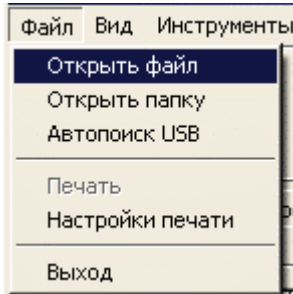 Файл Вид Инструменты
Открыть файл
Открыть папку
Автопоиск USB
Печать
Настройки печати
Выход